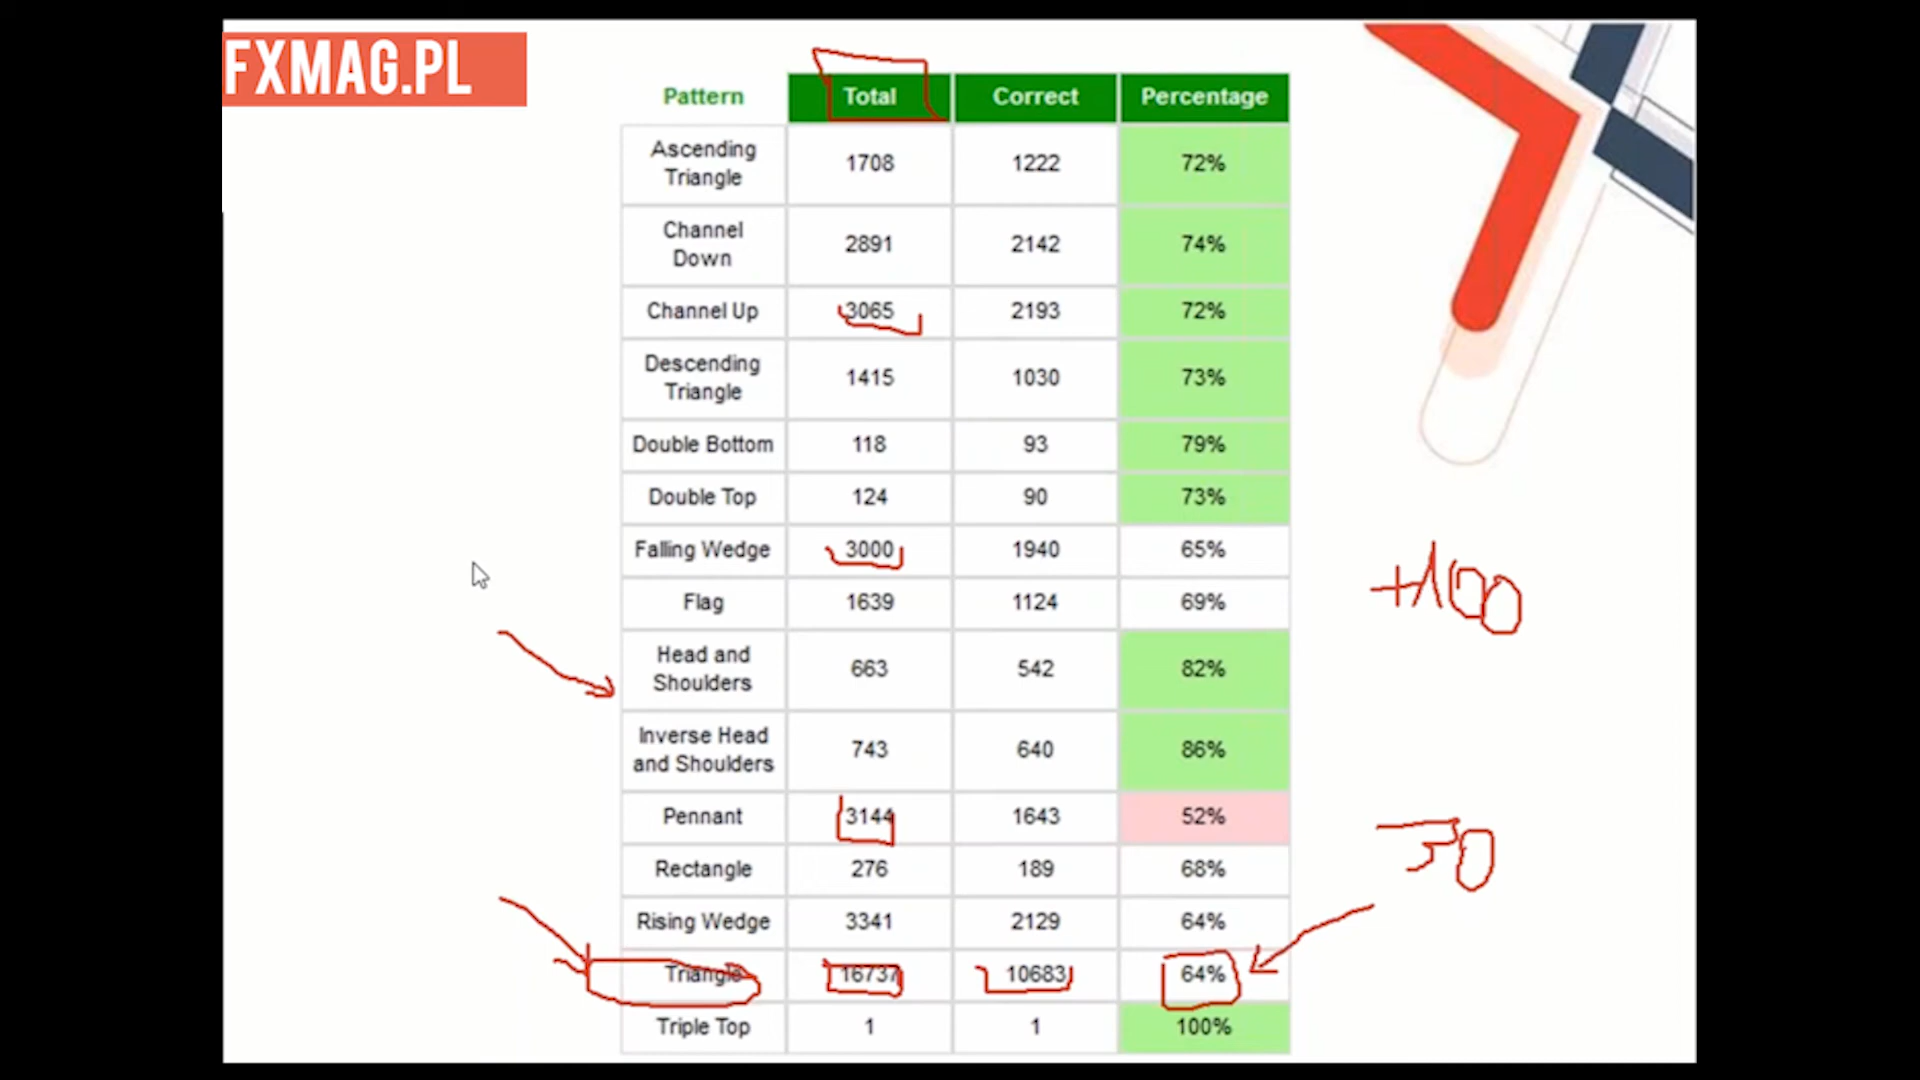 FXMAG.PL
Pattern Total Correct Percentage
Ascending
Triangle 1708 1222 72%
Channel
Down 2891 2142 74%
Channel Up 3065 2193 72%
Descending
Triangle 1415 1030 73%
Double Bottom 118 93 79%
Double Top 124 90 73%
Falling Wedge 3000 1940 65%
Flag 1639 1124 69%
+100
Head and
Shoulders 663 542 82%
Inverse Head
and Shoulders 743 640 86%
Pennant 3144 1643 52%
50
Rectangle 276 189 68%
Rising Wedge 3341 2129 64%
Triangle 16737 10683 64%
Triple Top 1 1 100%